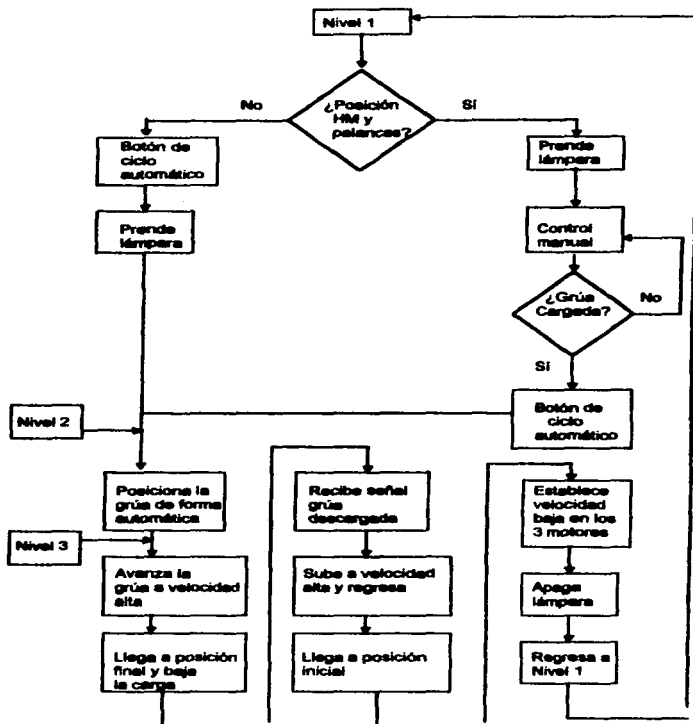 Nivel 1
¿Posición
HM y
palancas?
No
Sí
Botón de
ciclo
automático
Prende
lámpara
Prende
lámpara
Control
manual
¿Grúa
Cargada?
No
Sí
Botón de
ciclo
automático
Nivel 2
Posiciona la
grúa de forma
automática
Nivel 3
Avanza la
grúa a velocidad
alta
Llega a posición
final y baja
la carga
Recibe señal
grúa
descargada
Sube a velocidad
alta y regresa
Llega a posición
inicial
Establece
velocidad
baja en los
3 motores
Apaga
lámpara
Regresa a
Nivel 1